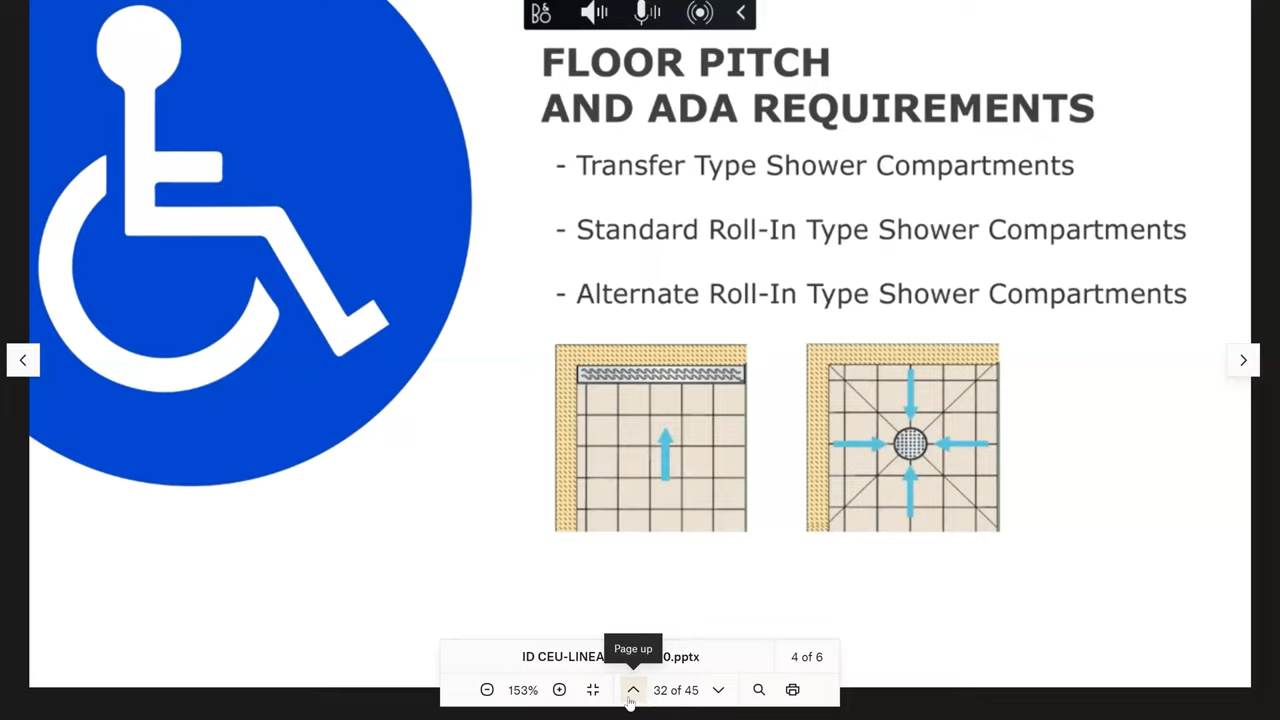 B&O
FLOOR PITCH
AND ADA REQUIREMENTS
- Transfer Type Shower Compartments
- Standard Roll-In Type Shower Compartments
- Alternate Roll-In Type Shower Compartments
Page up
ID CEU-LINEA
0.pptx
4 of 6
153%
32 of 45